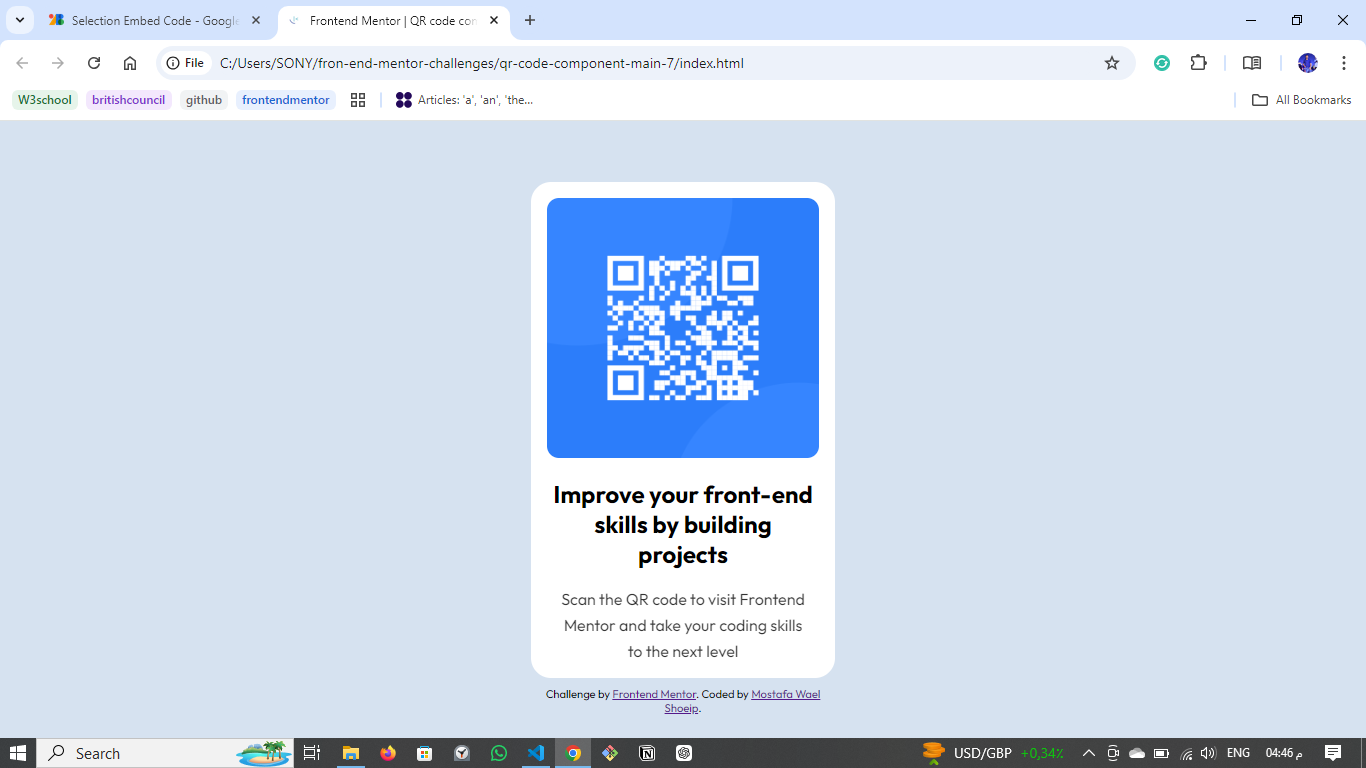 Selection Embed Code - Google
Frontend Mentor | QR code con
File
C:/Users/SONY/fron-end-mentor-challenges/qr-code-component-main-7/index.html
W3school
britishcouncil
github
frontendmentor
Articles: 'a', 'an', 'the...
All Bookmarks
Improve your front-end
skills by building
projects
Scan the QR code to visit Frontend
Mentor and take your coding skills
to the next level
Challenge by Frontend Mentor. Coded by Mostafa Wael
Shoeip.
Search
USD/GBP +0,34٪
ENG
04:46 م